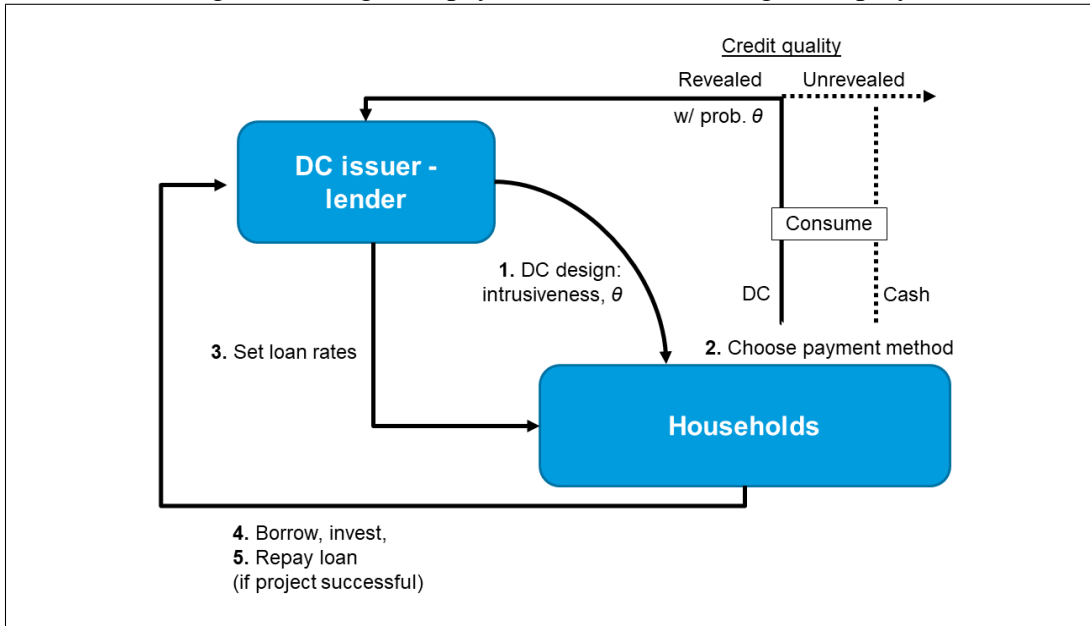 Credit quality
Revealed
Unrevealed
w/ prob. θ
DC issuer -
lender
Consume
1. DC design:
intrusiveness, θ
DC
Cash
3. Set loan rates
2. Choose payment method
Households
4. Borrow, invest,
5. Repay loan
(if project successful)